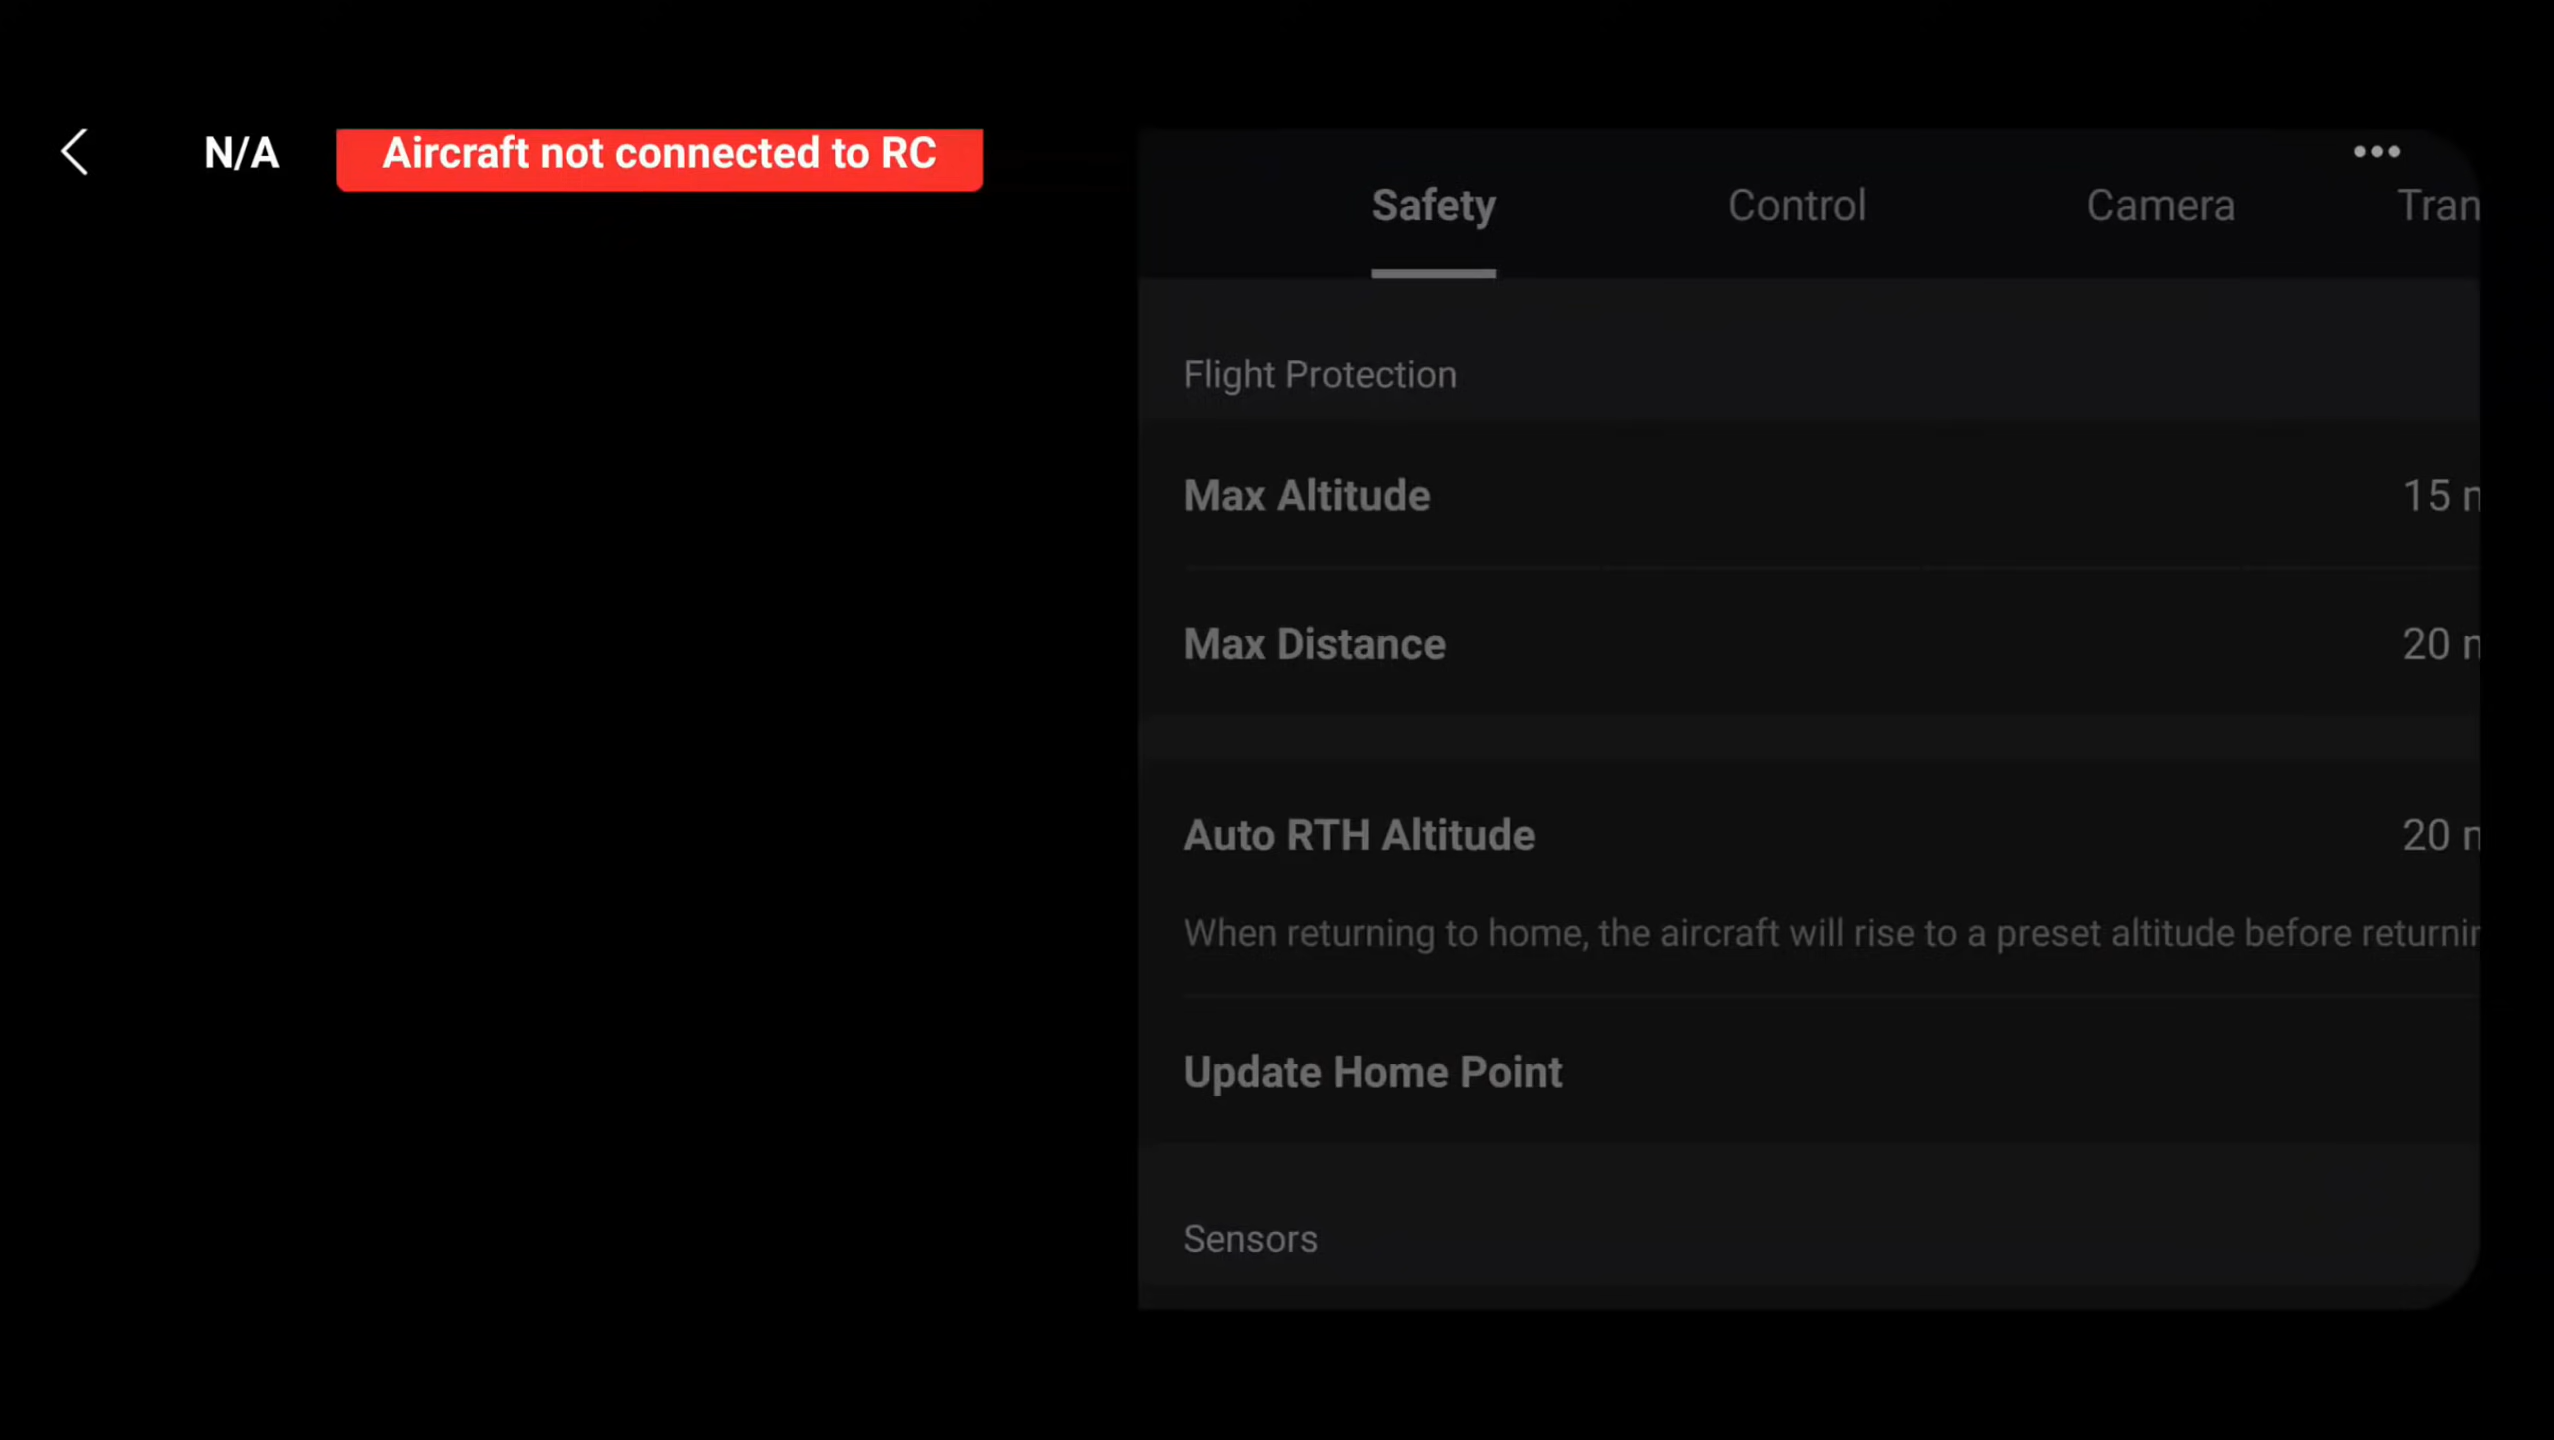 N/A
Aircraft not connected to RC
Safety Control Camera Tran
Flight Protection
Max Altitude 15
Max Distance 20
Auto RTH Altitude 20
When returning to home, the aircraft will rise to a preset altitude before
Update Home Point
Sensors